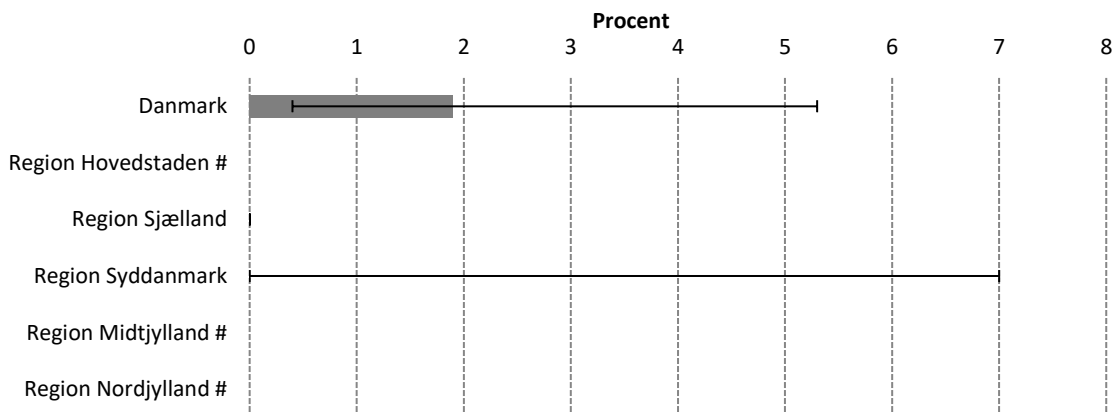 Procent
0 1 2 3 4 5 6 7 8
Danmark
Region Hovedstaden #
Region Sjælland
Region Syddanmark
Region Midtjylland #
Region Nordjylland #